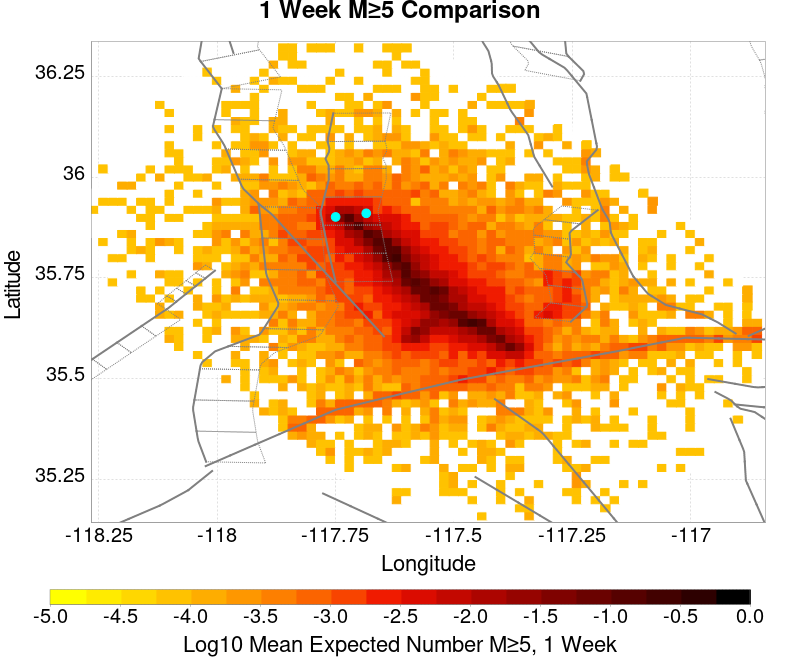 1 Week M≥5 Comparison
36.25
36
35.75
35.5
35.25
Latitude
-118.25 -118 -117.75 -117.5 -117.25 -117
Longitude
-5.0 -4.5 -4.0 -3.5 -3.0 -2.5 -2.0 -1.5 -1.0 -0.5 0.0
Log10 Mean Expected Number M≥5, 1 Week